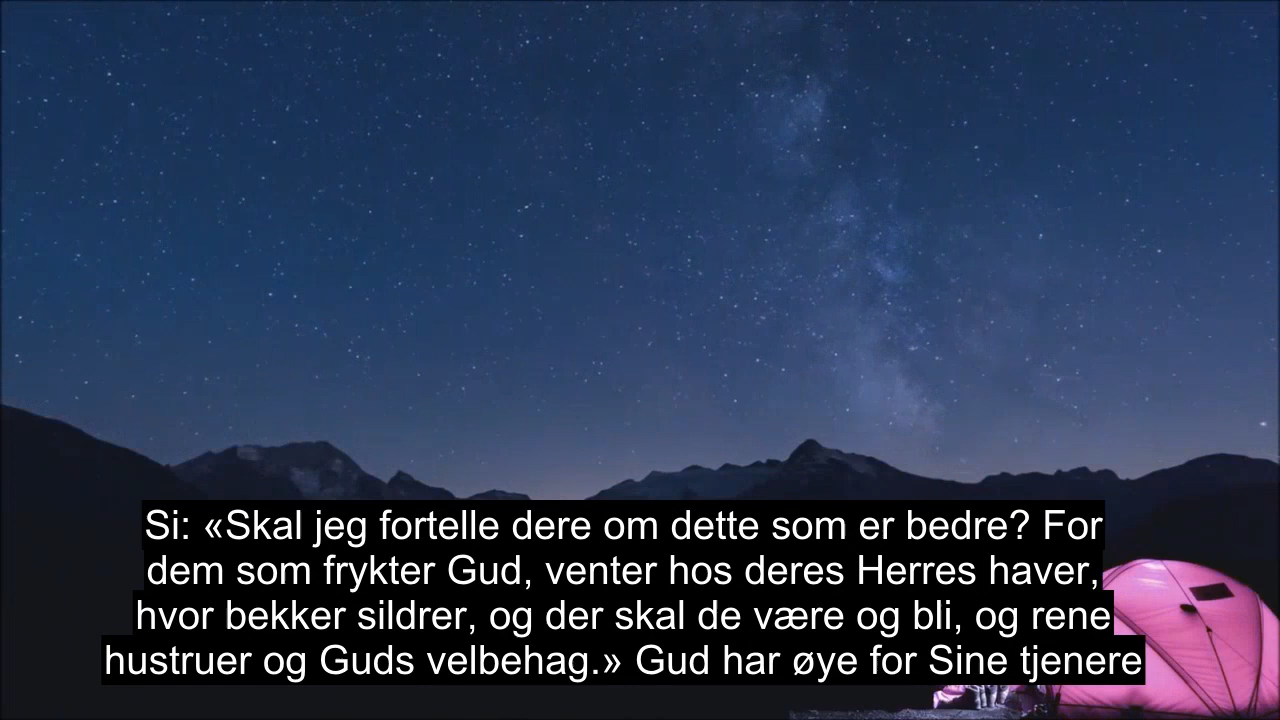 Si: «Skal jeg fortelle dere om dette som er bedre? For
dem som frykter Gud, venter hos deres Herres haver,
hvor bekker sildrer, og der skal de være og bli, og rene
hustruer og Guds velbehag.» Gud har øye for Sine tjenere